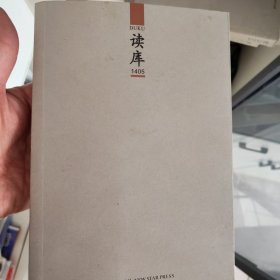 DUKU
读
库
1405
NEW STAR PRESS